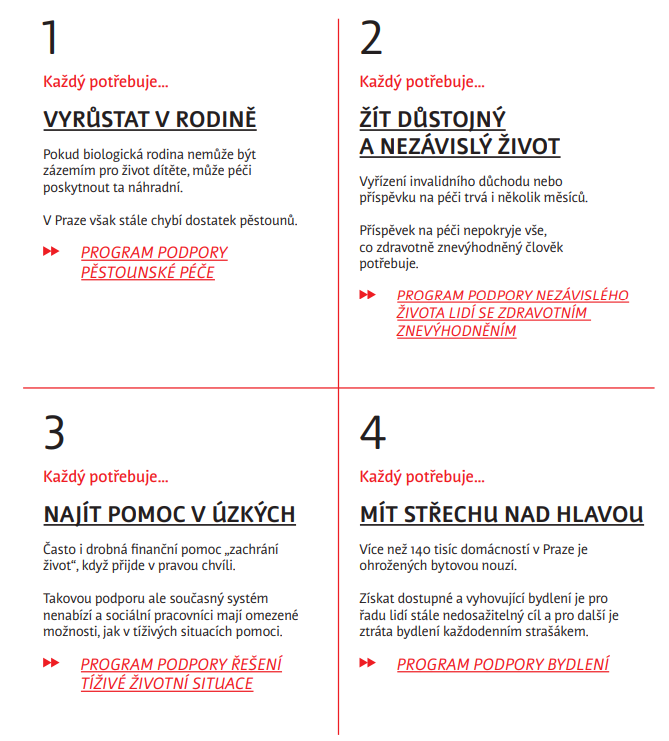 1
Každý potřebuje...
VYRŮSTAT V RODINĚ
Pokud biologická rodina nemůže být
zázemím pro život dítěte, může péči
poskytnout ta náhradní.
V Praze však stále chybí dostatek pěstounů.
PROGRAM PODPORY
PĚSTOUNSKÉ PÉČE
2
Každý potřebuje...
ŽÍT DŮSTOJNÝ
A NEZÁVISLÝ ŽIVOT
Vyřízení invalidního důchodu nebo
příspěvku na péči trvá i několik měsíců.
Příspěvek na péči nepokryje vše,
co zdravotně znevýhodněný člověk
potřebuje.
PROGRAM PODPORY NEZÁVISLÉHO
ŽIVOTA LIDÍ SE ZDRAVOTNÍM
ZNEVÝHODNĚNÍM
3
Každý potřebuje...
NAJÍT POMOC V ÚZKÝCH
Často i drobná finanční pomoc „zachrání
život“, když přijde v pravou chvíli.
Takovou podporu ale současný systém
nenabízí a sociální pracovníci mají omezené
možnosti, jak v tíživých situacích pomoci.
PROGRAM PODPORY ŘEŠENÍ
TÍŽIVÉ ŽIVOTNÍ SITUACE
4
Každý potřebuje...
MÍT STŘECHU NAD HLAVOU
Více než 140 tisíc domácností v Praze je
ohrožených bytovou nouzí.
Získat dostupné a vyhovující bydlení je pro
řadu lidí stále nedosažitelný cíl a pro další je
ztráta bydlení každodenním strašákem.
PROGRAM PODPORY BYDLENÍ